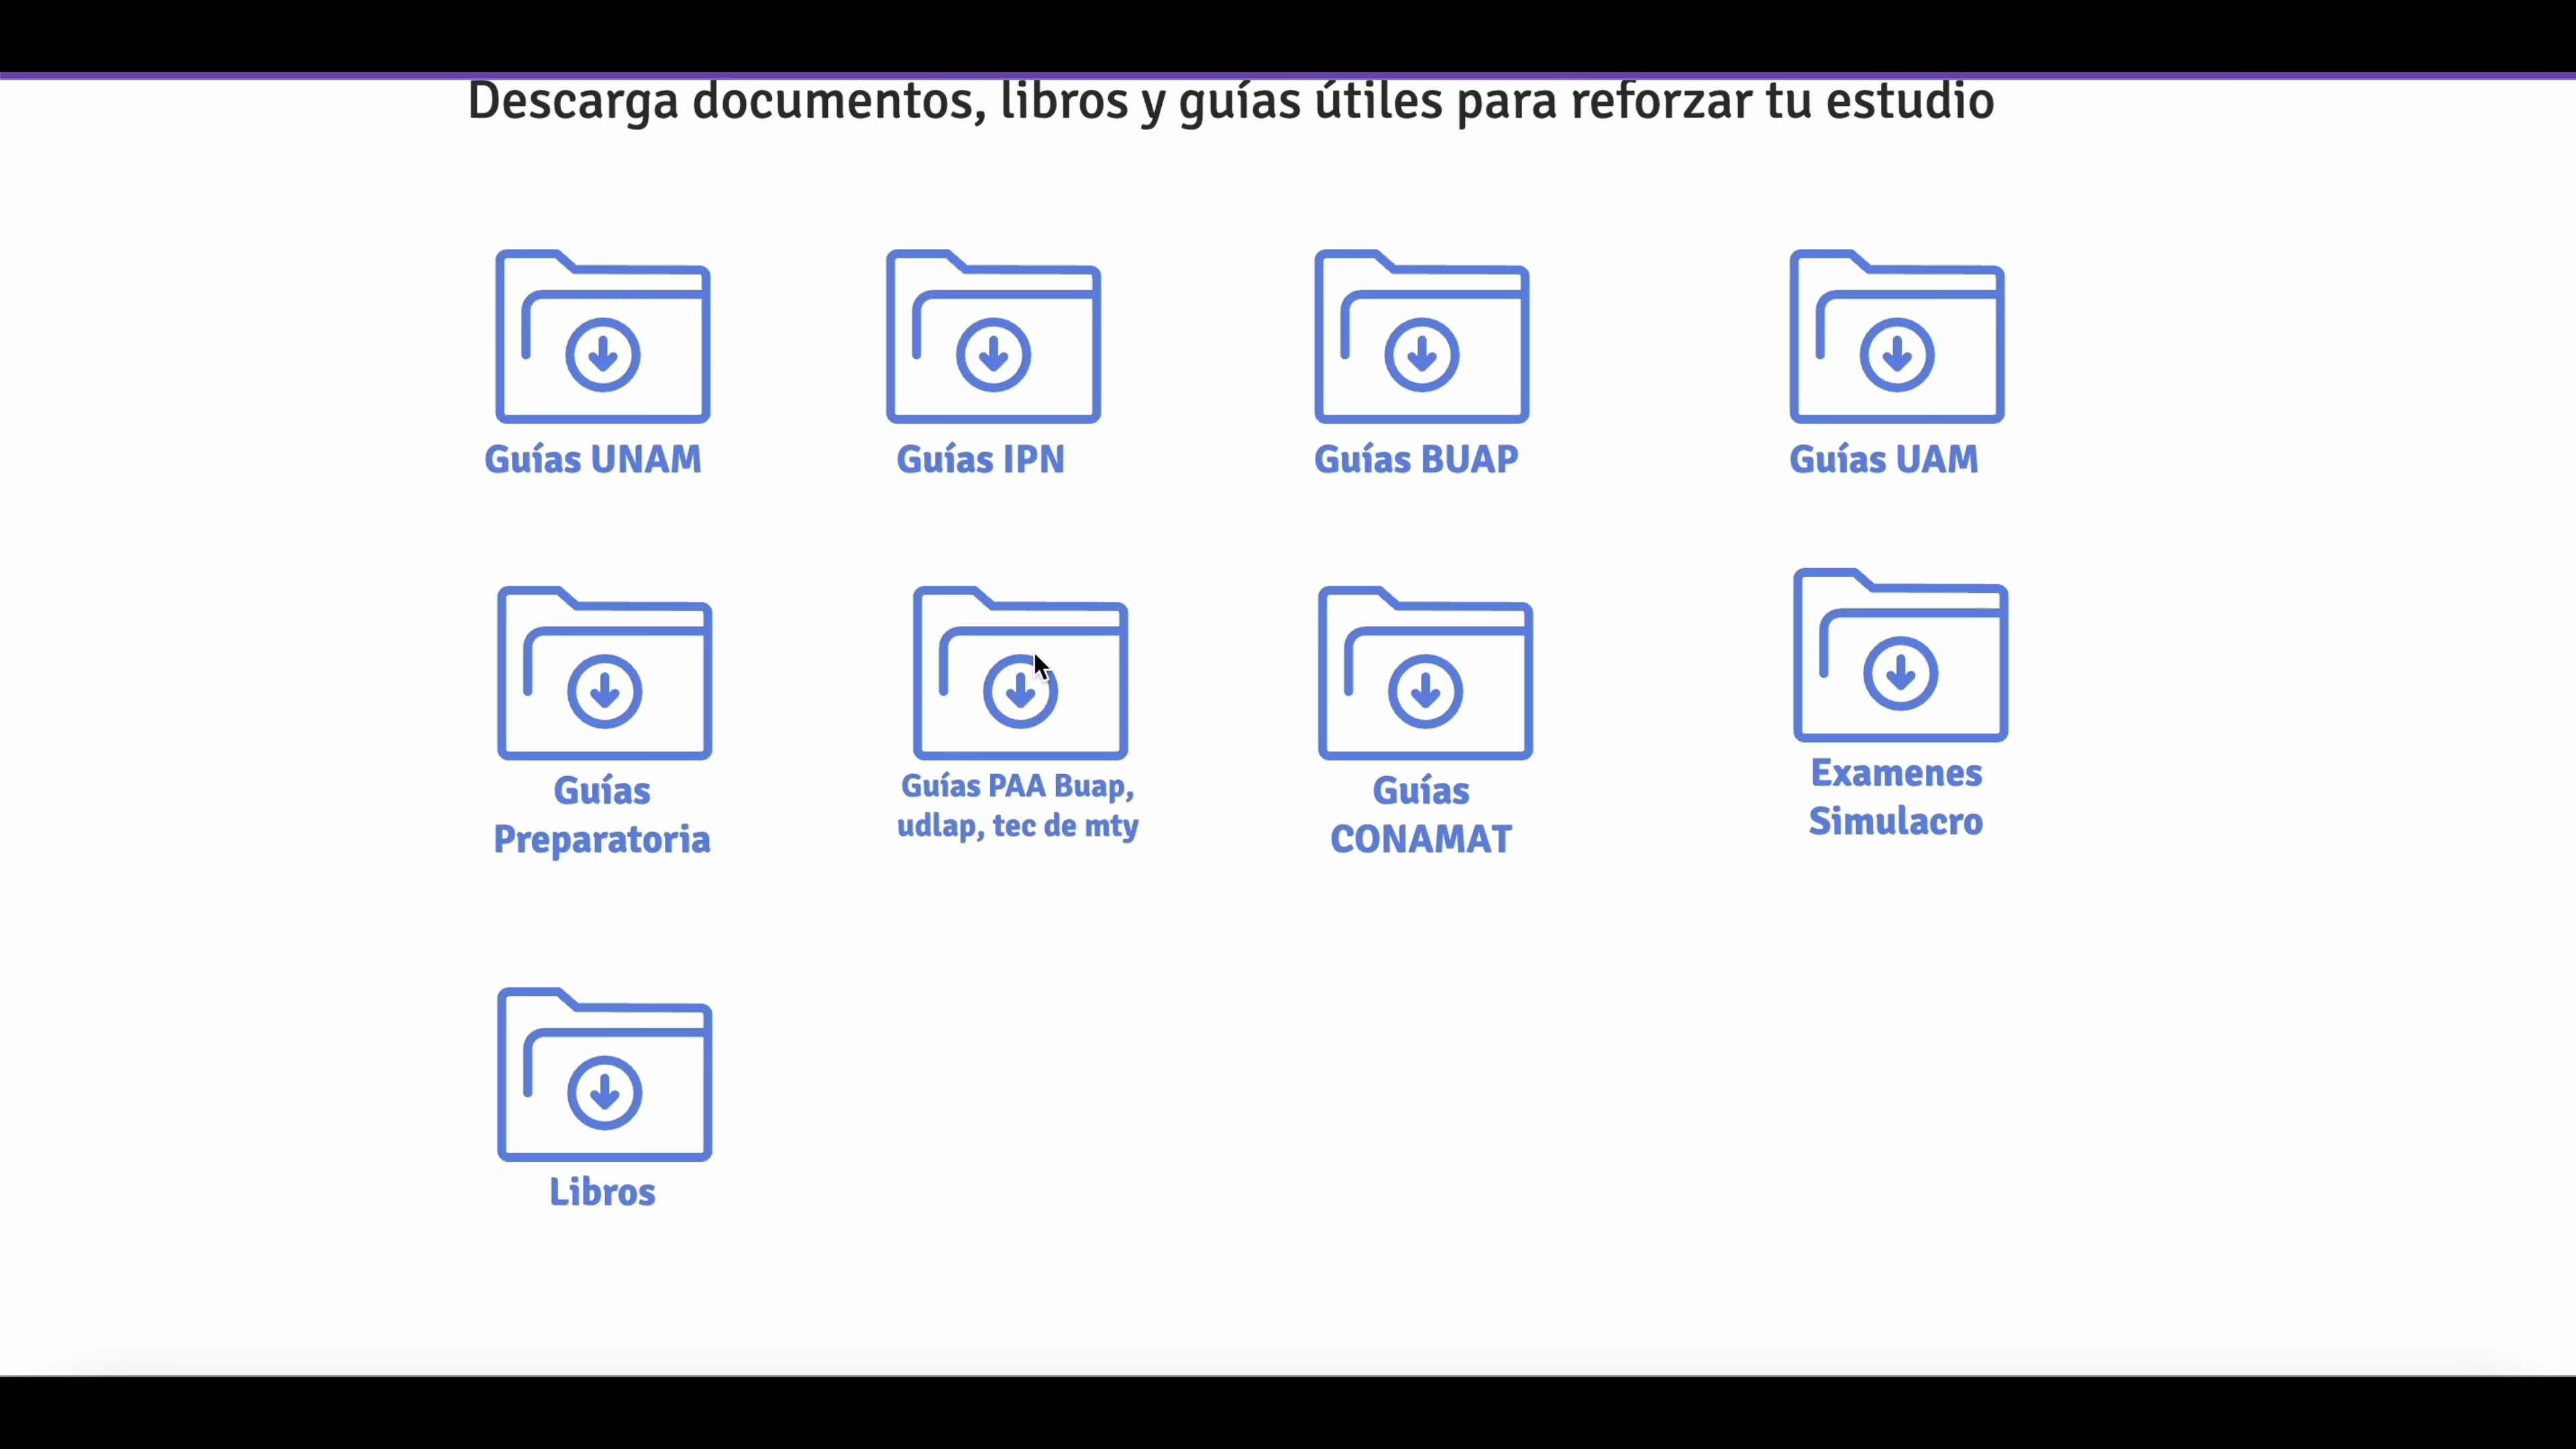 Descarga documentos, libros y guías útiles para reforzar tu estudio
Guías UNAM
Guías IPN
Guías BUAP
Guías UAM
Guías
Preparatoria
Guías PAA Buap,
udlap, tec de mty
Guías
CONAMAT
Examenes
Simulacro
Libros